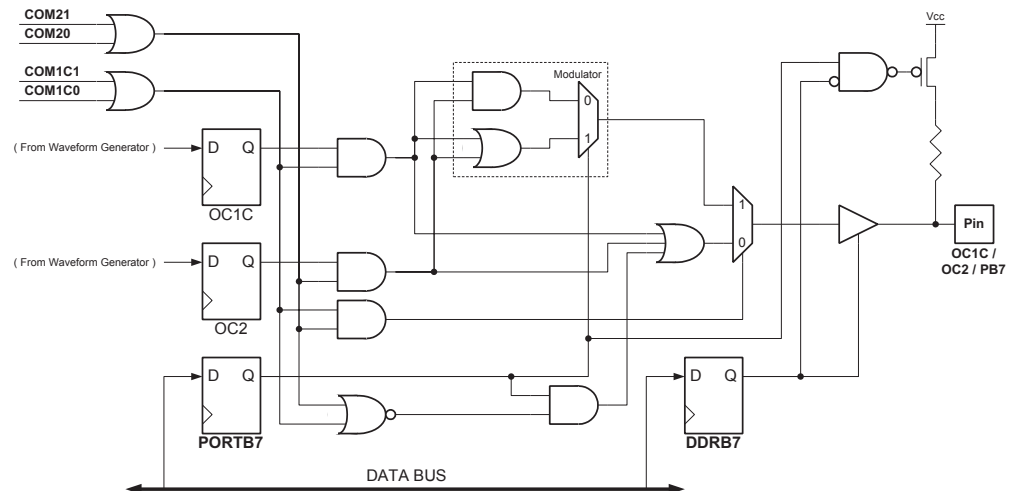 COM21
COM20
COM1C1
COM1C0
Vcc
Modulator
0
1
( From Waveform Generator )
D Q
OC1C
1
0
Pin
OC1C /
OC2 / PB7
( From Waveform Generator )
D Q
OC2
D Q
PORTB7
D Q
DDRB7
DATA BUS